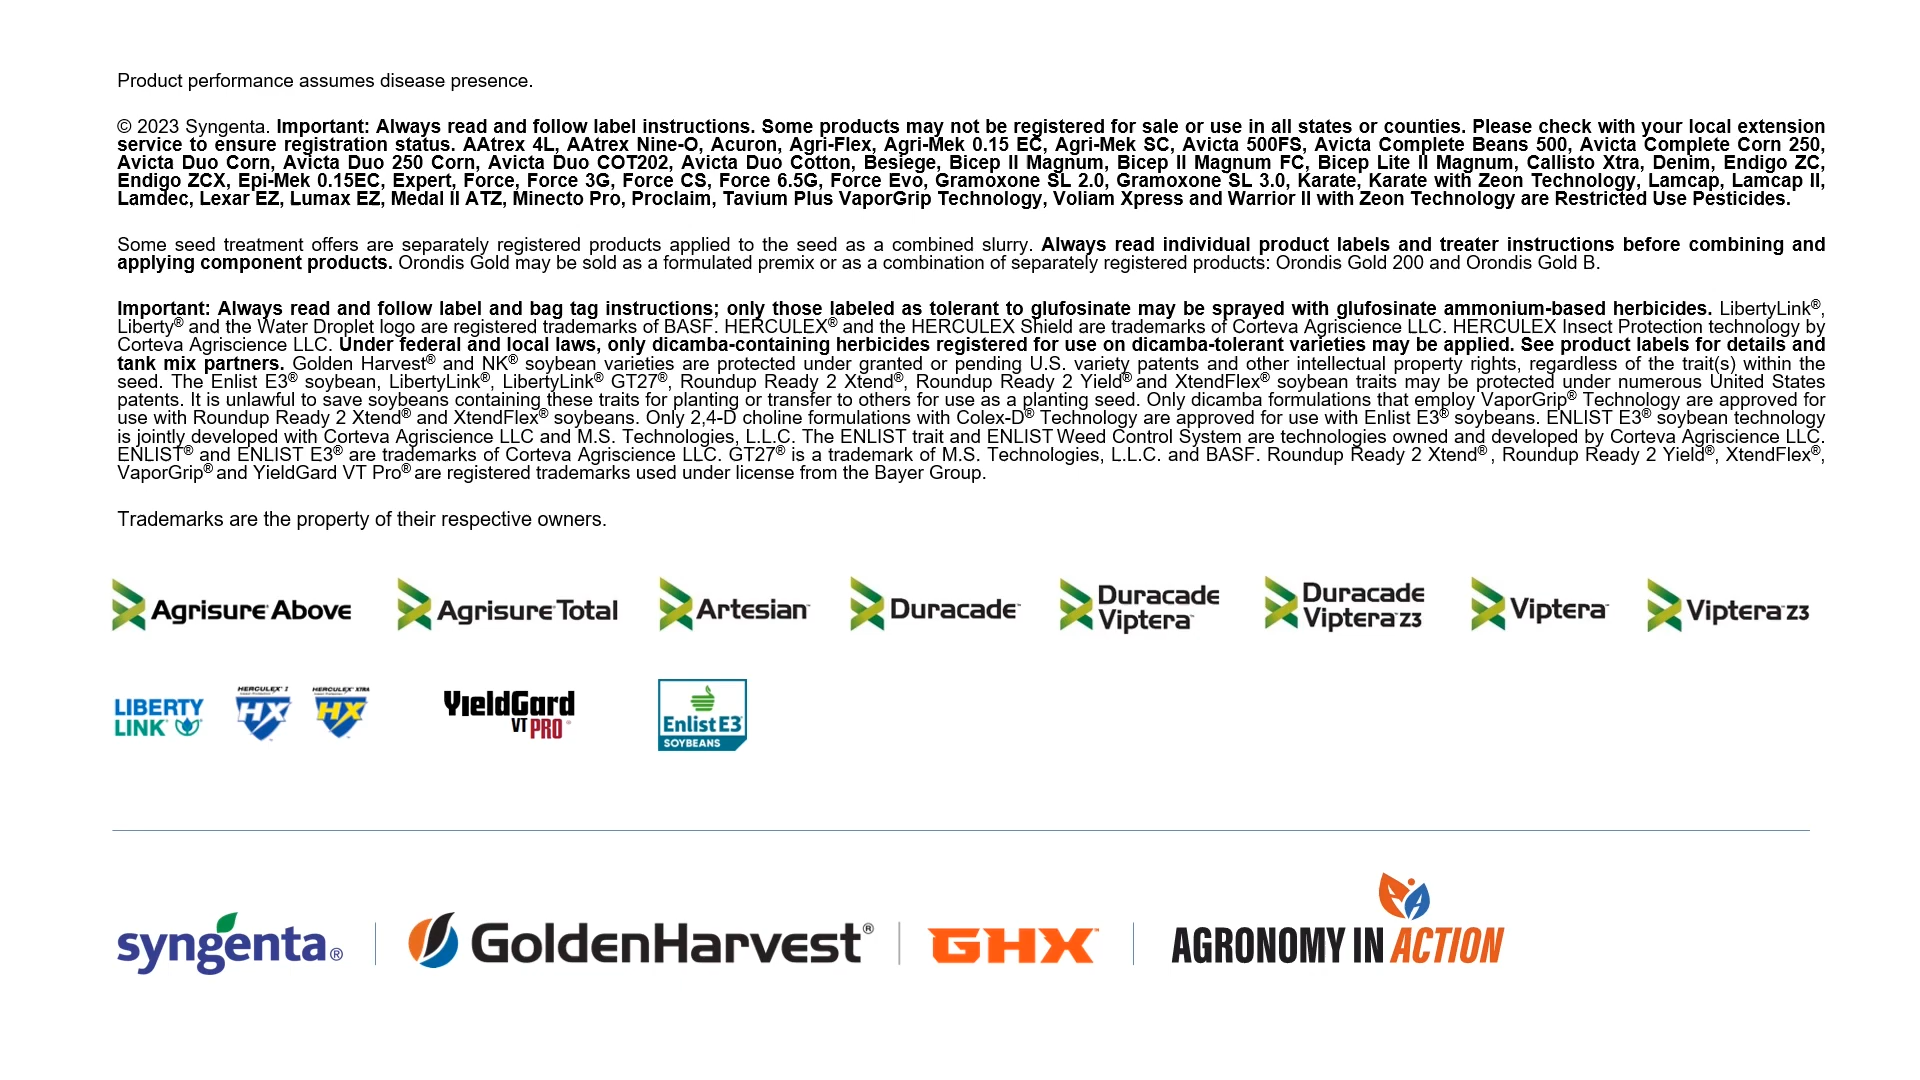 Product performance assumes disease presence.
© 2023 Syngenta. Important: Always read and follow label instructions. Some products may not be registered for sale or use in all states or counties. Please check with your local extension
service to ensure registration status. AAtrex 4L, AAtrex Nine-O, Acuron, Agri-Flex, Agri-Mek 0.15 EC, Agri-Mek SC, Avicta 500FS, Avicta Complete Beans 500, Avicta Complete Corn 250,
Avicta Duo Corn, Avicta Duo 250 Corn, Avicta Duo COT202, Avicta Duo Cotton, Besiege, Bicep II Magnum, Bicep II Magnum FC, Bicep Lite II Magnum, Callisto Xtra, Denim, Endigo ZC,
Endigo ZCX, Epi-Mek 0.15EC, Expert, Force, Force 3G, Force CS, Force 6.5G, Force Evo, Gramoxone SL 2.0, Gramoxone SL 3.0, Karate, Karate with Zeon Technology, Lamcap, Lamcap II,
Lamdec, Lexar EZ, Lumax EZ, Medal II ATZ, Minecto Pro, Proclaim, Tavium Plus VaporGrip Technology, Voliam Xpress and Warrior II with Zeon Technology are Restricted Use Pesticides.
Some seed treatment offers are separately registered products applied to the seed as a combined slurry. Always read individual product labels and treater instructions before combining and
applying component products. Orondis Gold may be sold as a formulated premix or as a combination of separately registered products: Orondis Gold 200 and Orondis Gold B.
Important: Always read and follow label and bag tag instructions; only those labeled as tolerant to glufosinate may be sprayed with glufosinate ammonium-based herbicides. LibertyLink®,
Liberty® and the Water Droplet logo are registered trademarks of BASF. HERCULEX® and the HERCULEX Shield are trademarks of Corteva Agriscience LLC. HERCULEX Insect Protection technology by
Corteva Agriscience LLC. Under federal and local laws, only dicamba-containing herbicides registered for use on dicamba-tolerant varieties may be applied. See product labels for details and
tank mix partners. Golden Harvest® and NK® soybean varieties are protected under granted or pending U.S. variety patents and other intellectual property rights, regardless of the trait(s) within the
seed. The Enlist E3® soybean, LibertyLink®, LibertyLink® GT27®, Roundup Ready 2 Xtend®, Roundup Ready 2 Yield® and XtendFlex® soybean traits may be protected under numerous United States
patents. It is unlawful to save soybeans containing these traits for planting or transfer to others for use as a planting seed. Only dicamba formulations that employ VaporGrip® Technology are approved for
use with Roundup Ready 2 Xtend® and XtendFlex® soybeans. Only 2,4-D choline formulations with Colex-D® Technology are approved for use with Enlist E3® soybeans. ENLIST E3® soybean technology
is jointly developed with Corteva Agriscience LLC and M.S. Technologies, L.L.C. The ENLIST trait and ENLIST Weed Control System are technologies owned and developed by Corteva Agriscience LLC.
ENLIST® and ENLIST E3® are trademarks of Corteva Agriscience LLC. GT27® is a trademark of M.S. Technologies, L.L.C. and BASF. Roundup Ready 2 Xtend® , Roundup Ready 2 Yield®, XtendFlex®,
VaporGrip® and YieldGard VT Pro® are registered trademarks used under license from the Bayer Group.
Trademarks are the property of their respective owners.
Agrisure Above
Agrisure Total
Artesian™
Duracade™
Duracade
Viptera™
Duracade
Viptera™ Z3
Viptera™
Viptera™ Z3
LIBERTY
LINK
HERCULEX® I
HX
HERCULEX® XTRA
HX
YieldGard
VT PRO®
Enlist E3
SOYBEANS
syngenta®
GoldenHarvest®
GHX™
AGRONOMY IN ACTION